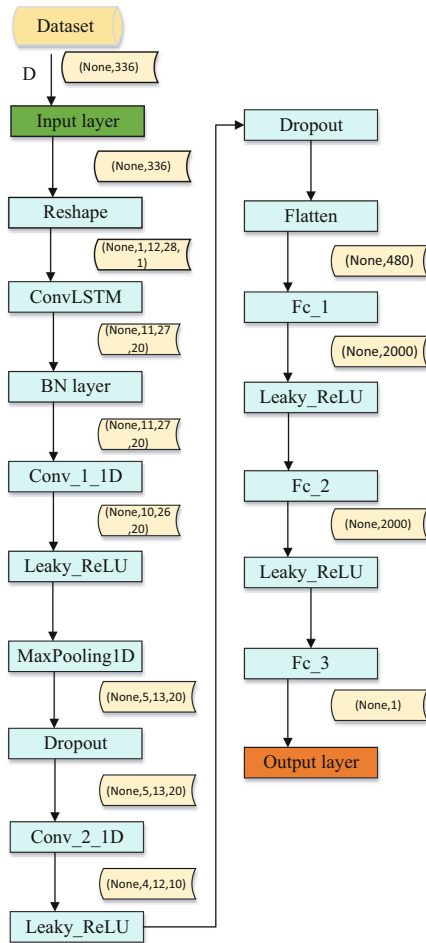 Dataset
D
(None,336)
Input layer
(None,336)
Reshape
(None,1,12,28,
1)
ConvLSTM
(None,11,27
,20)
BN layer
(None,11,27
,20)
Conv_1_1D
(None,10,26
,20)
Leaky_ReLU
MaxPooling1D
(None,5,13,20)
Dropout
(None,5,13,20)
Conv_2_1D
(None,4,12,10)
Leaky_ReLU
Dropout
Flatten
(None,480)
Fc_1
(None,2000)
Leaky_ReLU
Fc_2
(None,2000)
Leaky_ReLU
Fc_3
(None,1)
Output layer